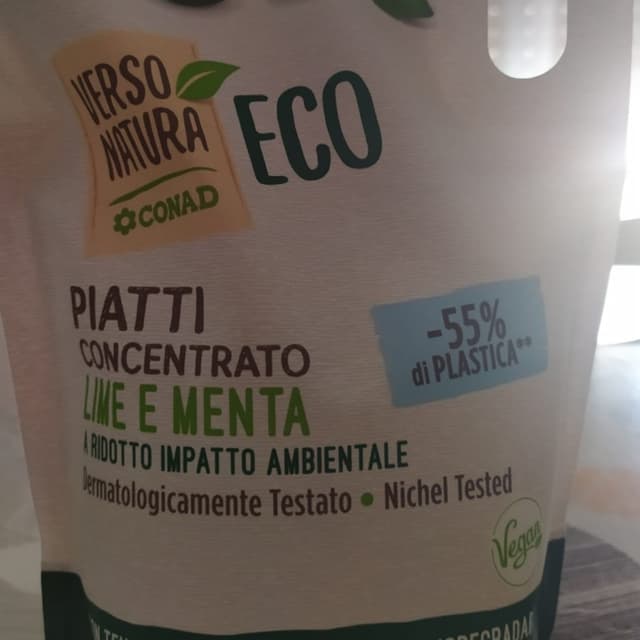 VERSO
NATURA
CONAD
ECO
PIATTI
CONCENTRATO
LIME E MENTA
A RIDOTTO IMPATTO AMBIENTALE
Dermatologicamente Testato • Nichel Tested
-55%
di PLASTICA**
Vegan